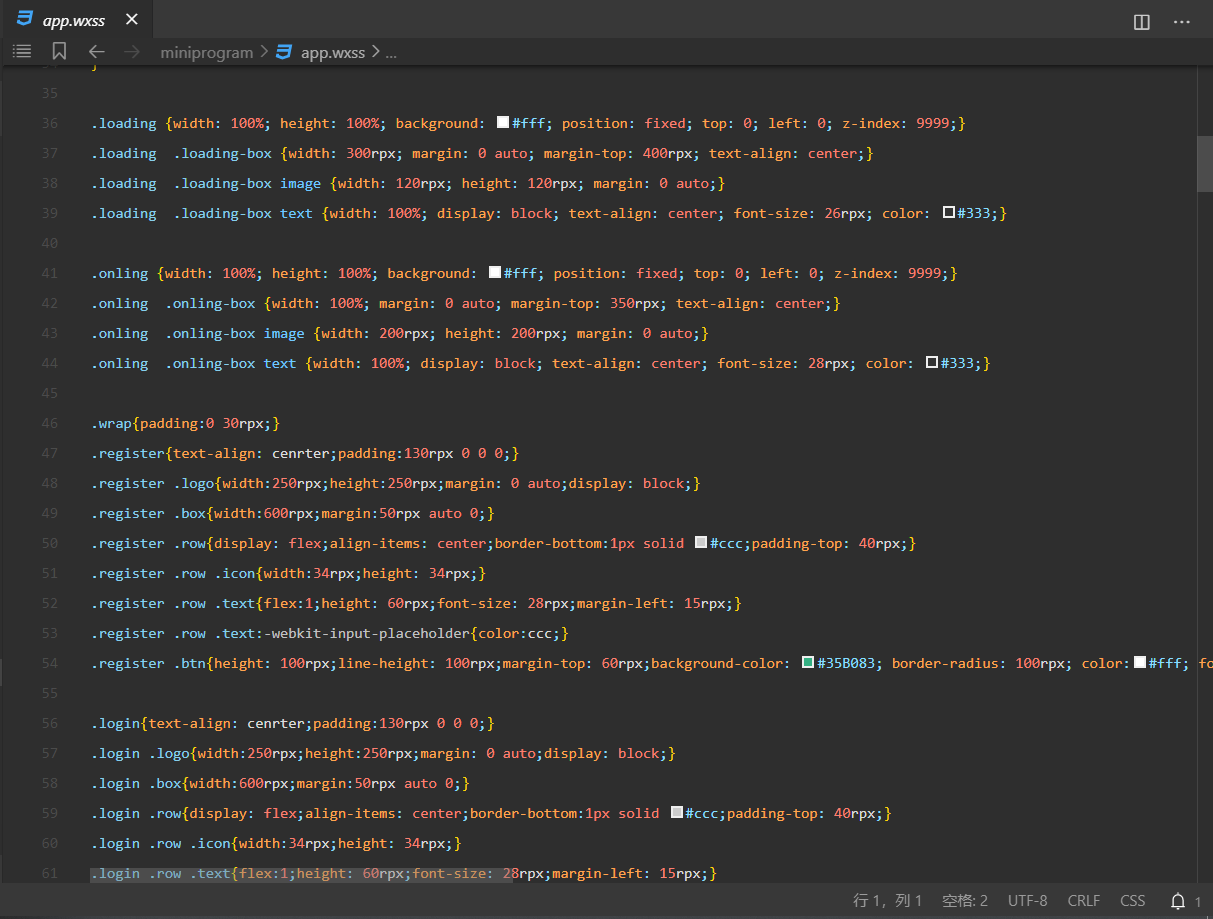 app.wxss
miniprogram > app.wxss > ...
35
36 .loading {width: 100%; height: 100%; background: #fff; position: fixed; top: 0; left: 0; z-index: 9999;}
37 .loading  .loading-box {width: 300rpx; margin: 0 auto; margin-top: 400rpx; text-align: center;}
38 .loading  .loading-box image {width: 120rpx; height: 120rpx; margin: 0 auto;}
39 .loading  .loading-box text {width: 100%; display: block; text-align: center; font-size: 26rpx; color: #333;}
40
41 .onling {width: 100%; height: 100%; background: #fff; position: fixed; top: 0; left: 0; z-index: 9999;}
42 .onling  .onling-box {width: 100%; margin: 0 auto; margin-top: 350rpx; text-align: center;}
43 .onling  .onling-box image {width: 200rpx; height: 200rpx; margin: 0 auto;}
44 .onling  .onling-box text {width: 100%; display: block; text-align: center; font-size: 28rpx; color: #333;}
45
46 .wrap{padding:0 30rpx;}
47 .register{text-align: cenrter;padding:130rpx 0 0 0;}
48 .register .logo{width:250rpx;height:250rpx;margin: 0 auto;display: block;}
49 .register .box{width:600rpx;margin:50rpx auto 0;}
50 .register .row{display: flex;align-items: center;border-bottom:1px solid #ccc;padding-top: 40rpx;}
51 .register .row .icon{width:34rpx;height: 34rpx;}
52 .register .row .text{flex:1;height: 60rpx;font-size: 28rpx;margin-left: 15rpx;}
53 .register .row .text:-webkit-input-placeholder{color:ccc;}
54 .register .btn{height: 100rpx;line-height: 100rpx;margin-top: 60rpx;background-color: #35B083; border-radius: 100rpx; color:#fff; fo
55
56 .login{text-align: cenrter;padding:130rpx 0 0 0;}
57 .login .logo{width:250rpx;height:250rpx;margin: 0 auto;display: block;}
58 .login .box{width:600rpx;margin:50rpx auto 0;}
59 .login .row{display: flex;align-items: center;border-bottom:1px solid #ccc;padding-top: 40rpx;}
60 .login .row .icon{width:34rpx;height: 34rpx;}
61 .login .row .text{flex:1;height: 60rpx;font-size: 28rpx;margin-left: 15rpx;}
行 1，列 1 空格: 2 UTF-8 CRLF CSS 1